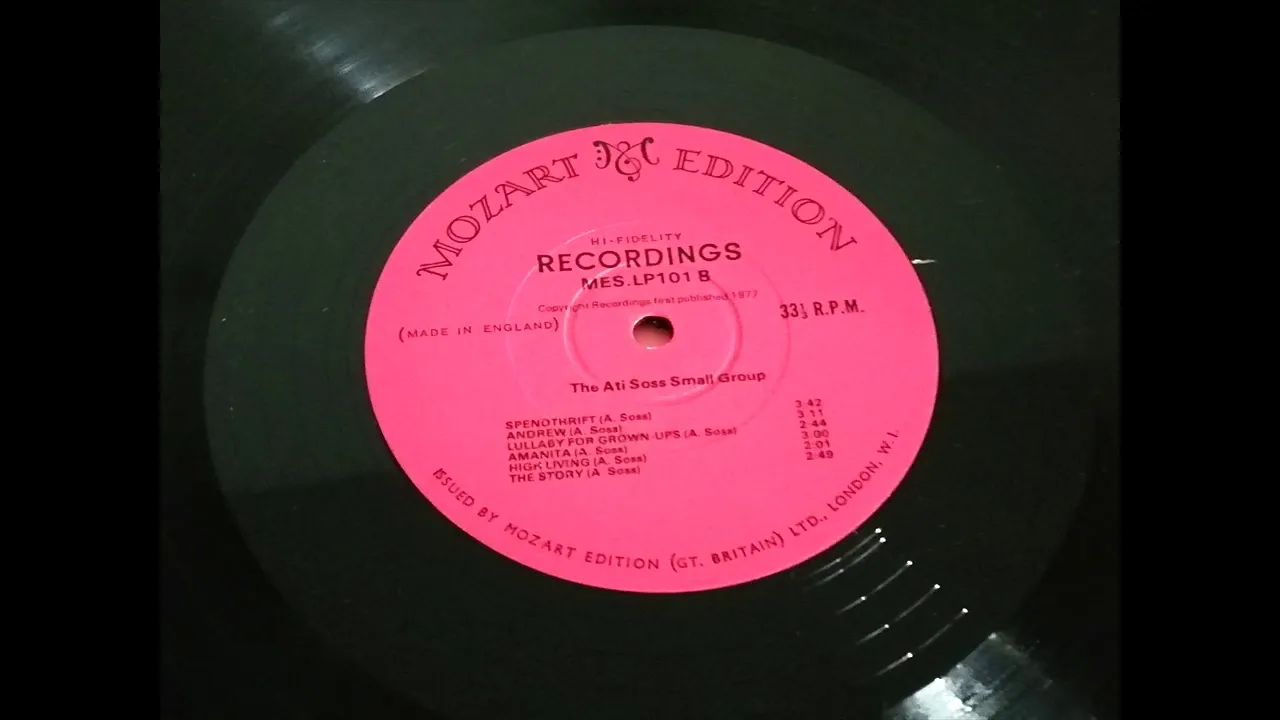 MOZART EDITION
HI-FIDELITY
RECORDINGS
MES.LP101 B
Copyright Recordings first published 1977
(MADE IN ENGLAND)
33⅓ R.P.M.
The Ati Soss Small Group
SPENOTHRIFT (A. Soss) 3:42
ANDREW (A. Soss) 3:11
LULLABY FOR GROWN-UPS (A. Soss) 2:44
AMANITA (A. Soss) 3:00
HIGH LIVING (A. Soss) 2:01
THE STORY (A. Soss) 2:49
ISSUED BY MOZART EDITION (GT. BRITAIN) LTD., LONDON, W.I.